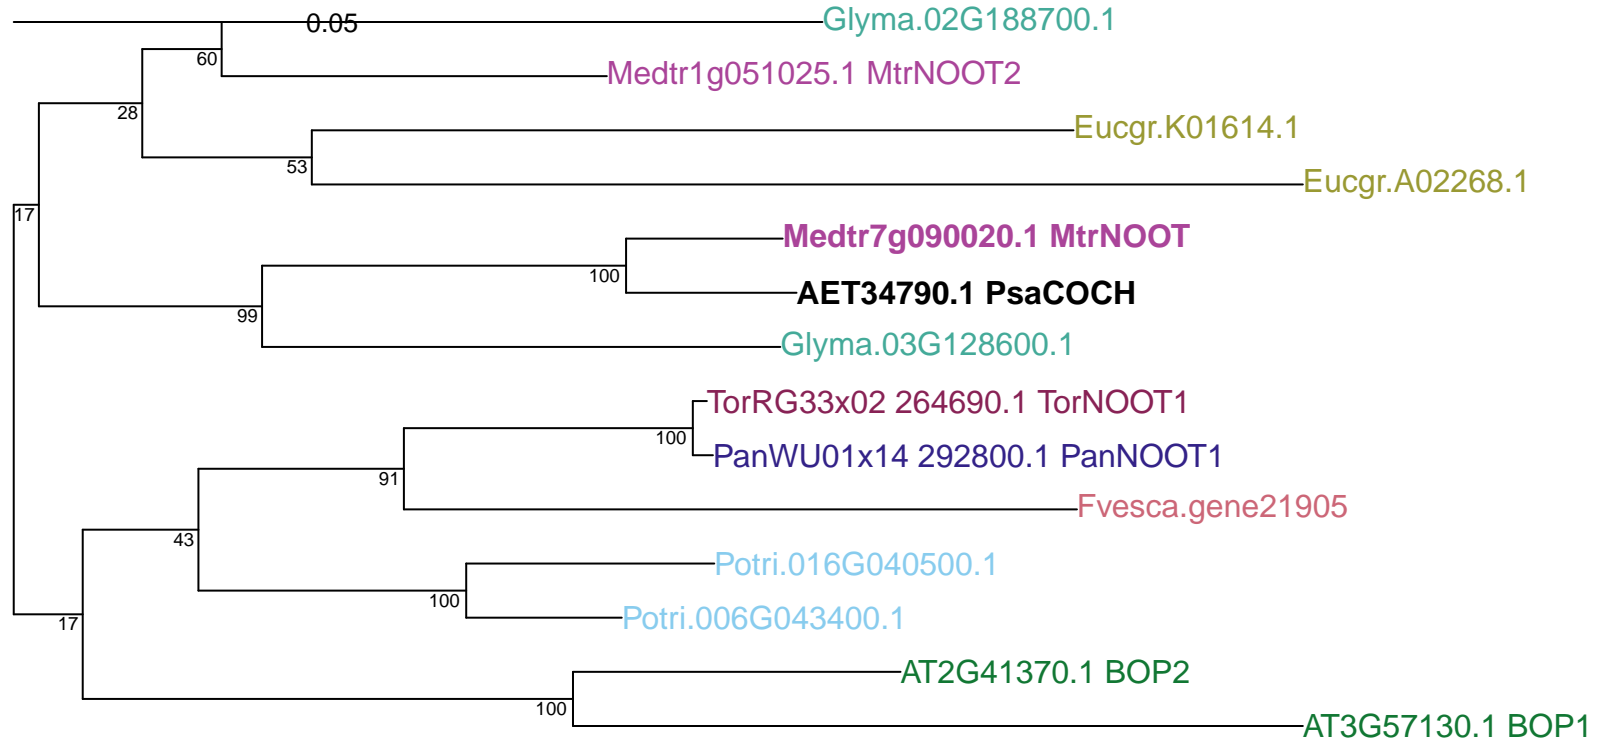 0.05
Glyma.02G188700.1
60
Medtr1g051025.1 MtrNOOT2
28
Eucgr.K01614.1
53
Eucgr.A02268.1
17
Medtr7g090020.1 MtrNOOT
100
AET34790.1 PsaCOCH
99
Glyma.03G128600.1
TorRG33x02 264690.1 TorNOOT1
100
PanWU01x14 292800.1 PanNOOT1
91
Fvesca.gene21905
43
Potri.016G040500.1
100
Potri.006G043400.1
17
AT2G41370.1 BOP2
100
AT3G57130.1 BOP1